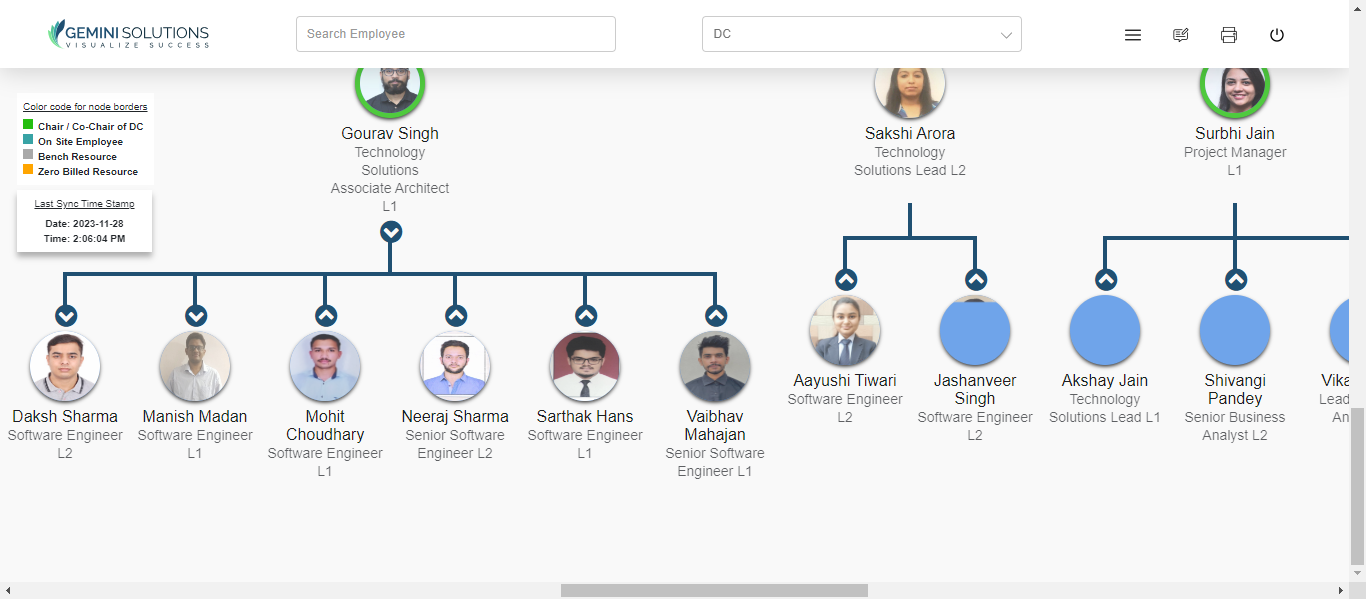 GEMINI SOLUTIONS
VISUALIZE SUCCESS
Search Employee
DC
Color code for node borders
Chair / Co-Chair of DC
On Site Employee
Bench Resource
Zero Billed Resource
Last Sync Time Stamp
Date: 2023-11-28
Time: 2:06:04 PM
Gourav Singh
Technology
Solutions
Associate Architect
L1
Sakshi Arora
Technology
Solutions Lead L2
Surbhi Jain
Project Manager
L1
Daksh Sharma
Software Engineer
L2
Manish Madan
Software Engineer
L1
Mohit
Choudhary
Software Engineer
L1
Neeraj Sharma
Senior Software
Engineer L2
Sarthak Hans
Software Engineer
L1
Vaibhav
Mahajan
Senior Software
Engineer L1
Aayushi Tiwari
Software Engineer
L2
Jashanveer
Singh
Software Engineer
L2
Akshay Jain
Technology
Solutions Lead L1
Shivangi
Pandey
Senior Business
Analyst L2
Vika
Lead
An